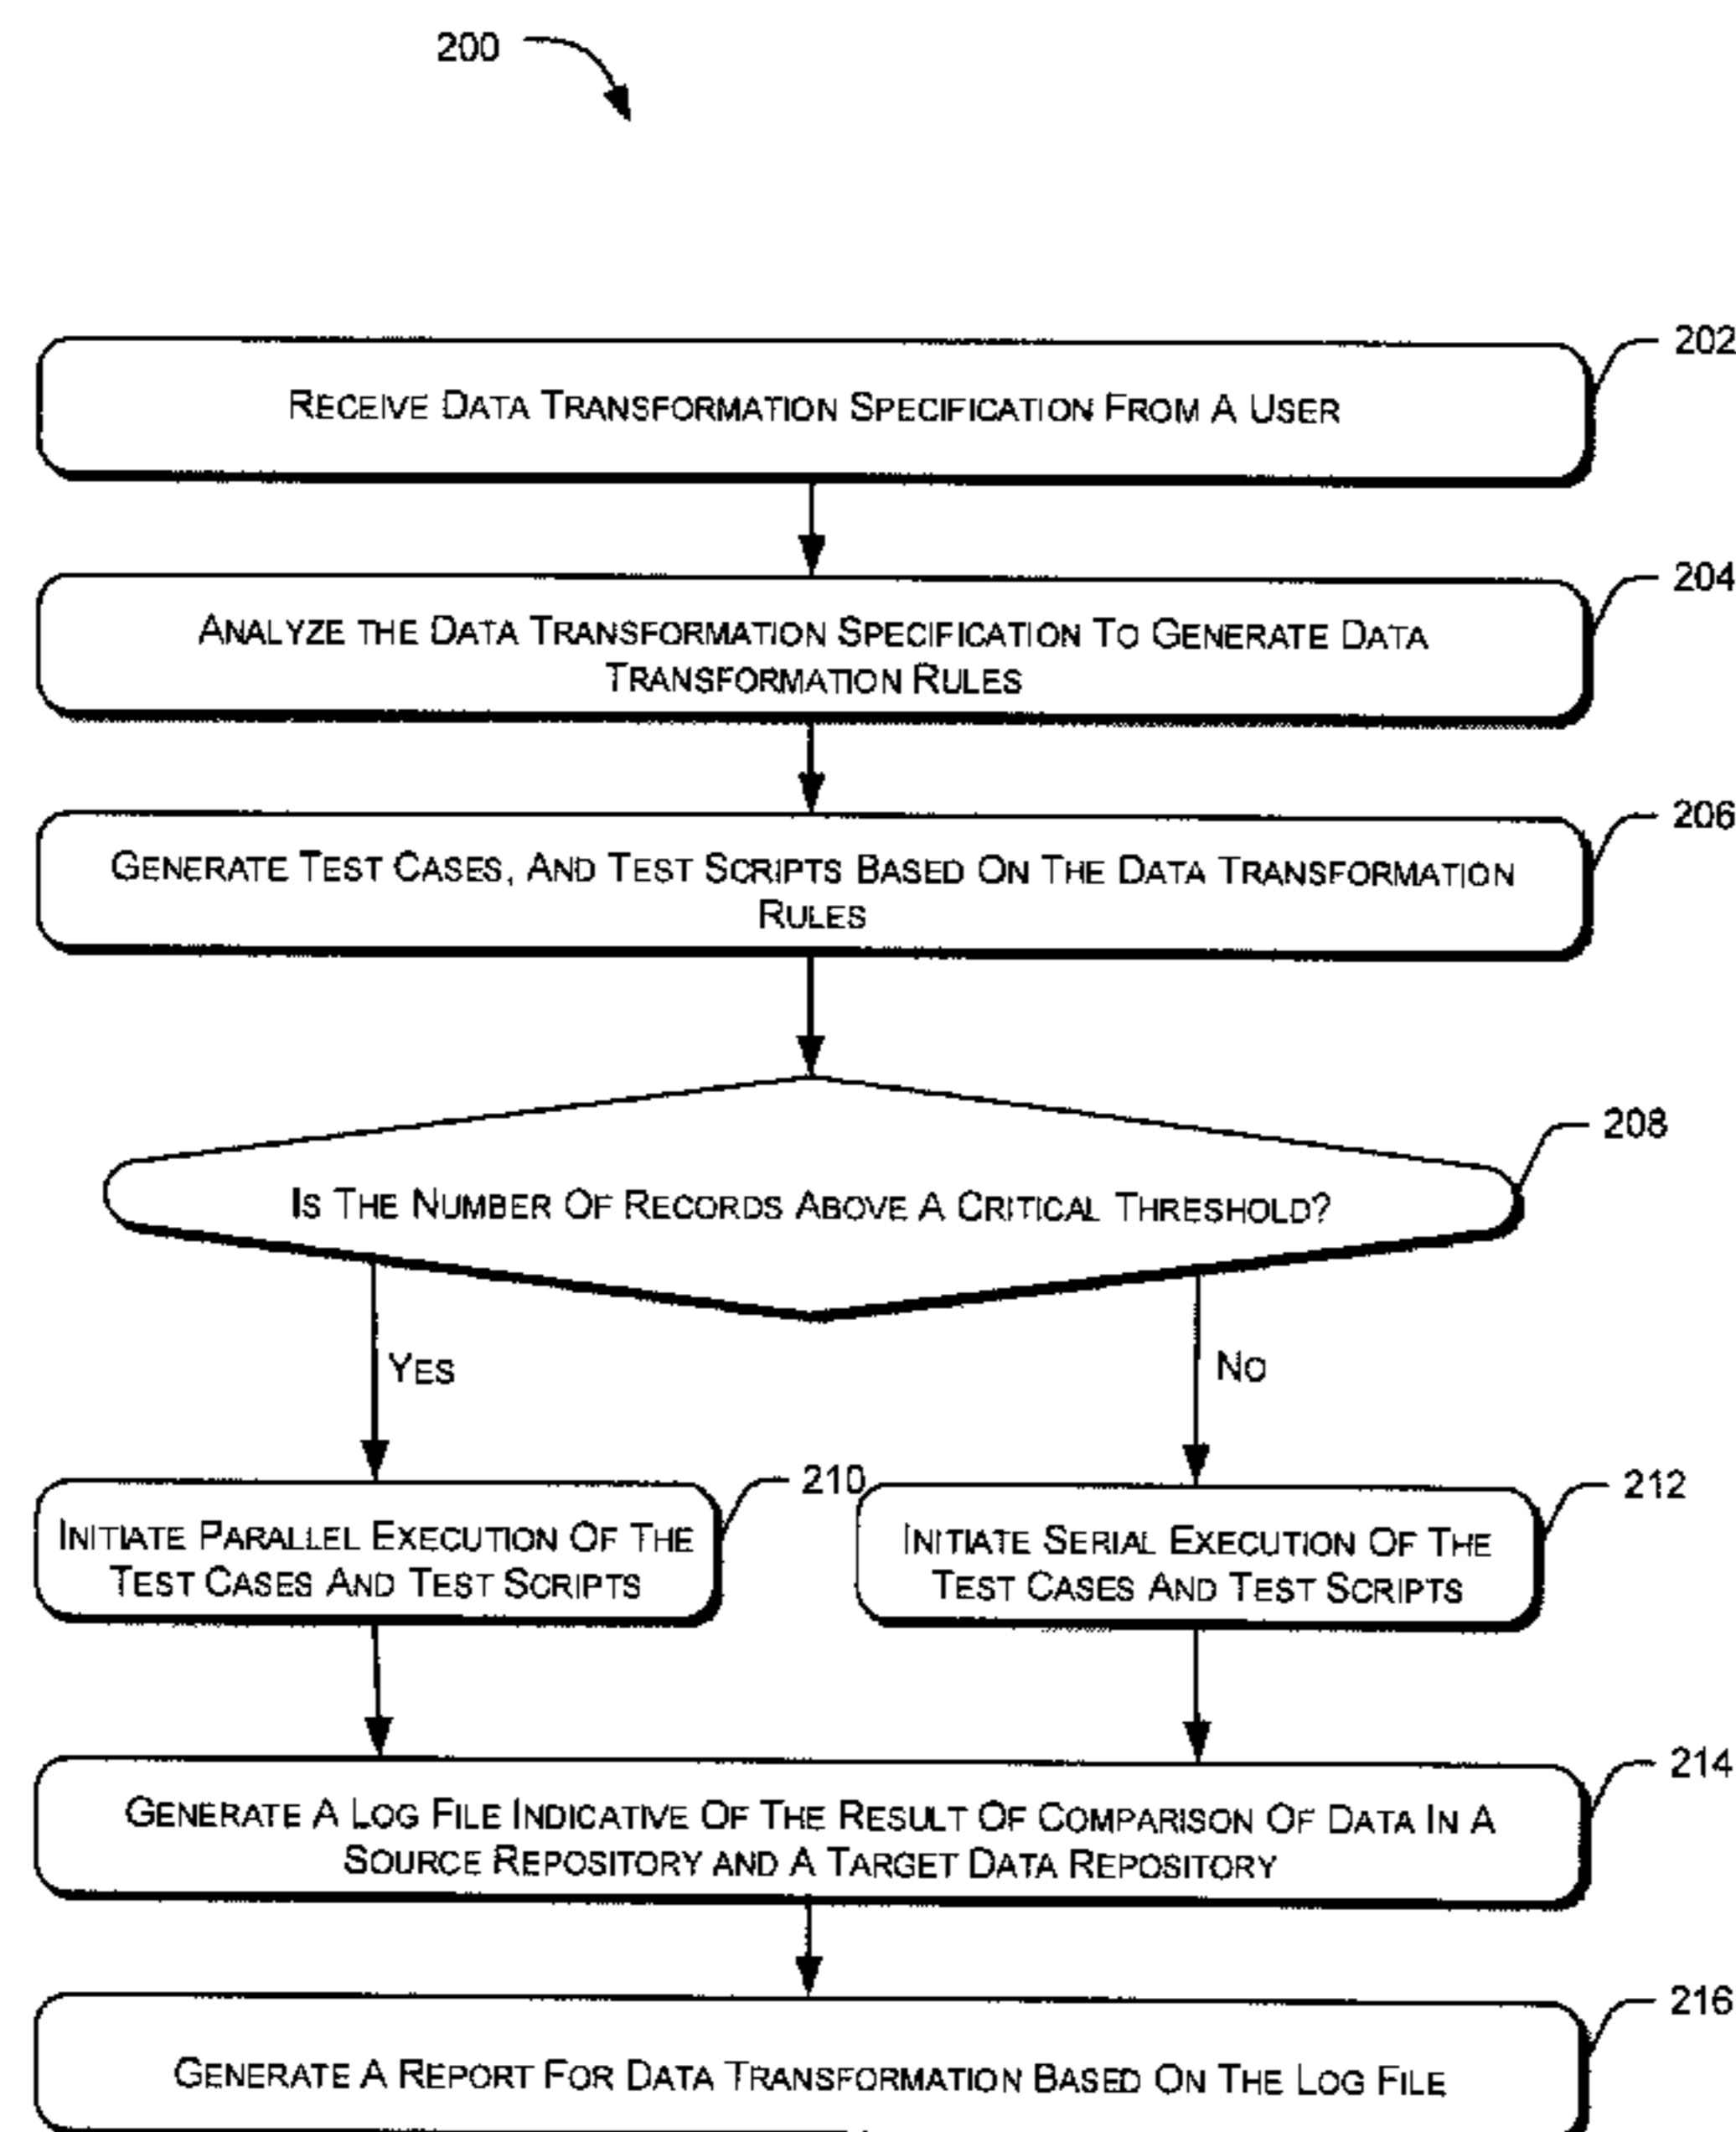 200
202
RECEIVE DATA TRANSFORMATION SPECIFICATION FROM A USER
204
ANALYZE THE DATA TRANSFORMATION SPECIFICATION TO GENERATE DATA
TRANSFORMATION RULES
206
GENERATE TEST CASES, AND TEST SCRIPTS BASED ON THE DATA TRANSFORMATION
RULES
208
IS THE NUMBER OF RECORDS ABOVE A CRITICAL THRESHOLD?
YES
NO
210
INITIATE PARALLEL EXECUTION OF THE
TEST CASES AND TEST SCRIPTS
212
INITIATE SERIAL EXECUTION OF THE
TEST CASES AND TEST SCRIPTS
214
GENERATE A LOG FILE INDICATIVE OF THE RESULT OF COMPARISON OF DATA IN A
SOURCE REPOSITORY AND A TARGET DATA REPOSITORY
216
GENERATE A REPORT FOR DATA TRANSFORMATION BASED ON THE LOG FILE